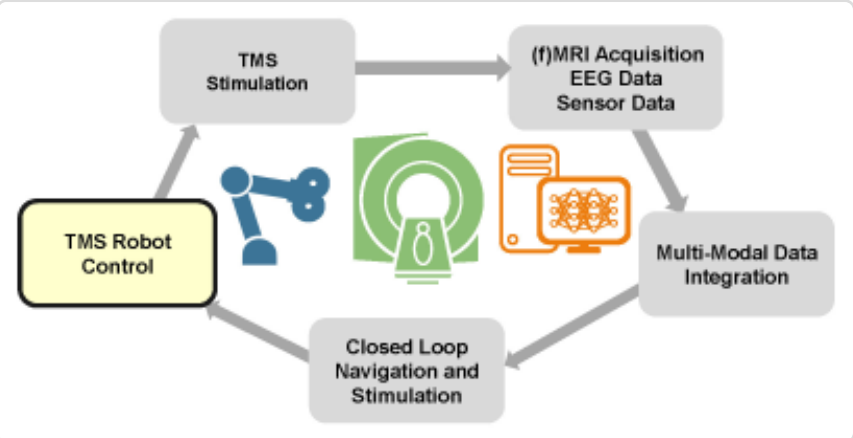 TMS
Stimulation
(f)MRI Acquisition
EEG Data
Sensor Data
Multi-Modal Data
Integration
Closed Loop
Navigation and
Stimulation
TMS Robot
Control